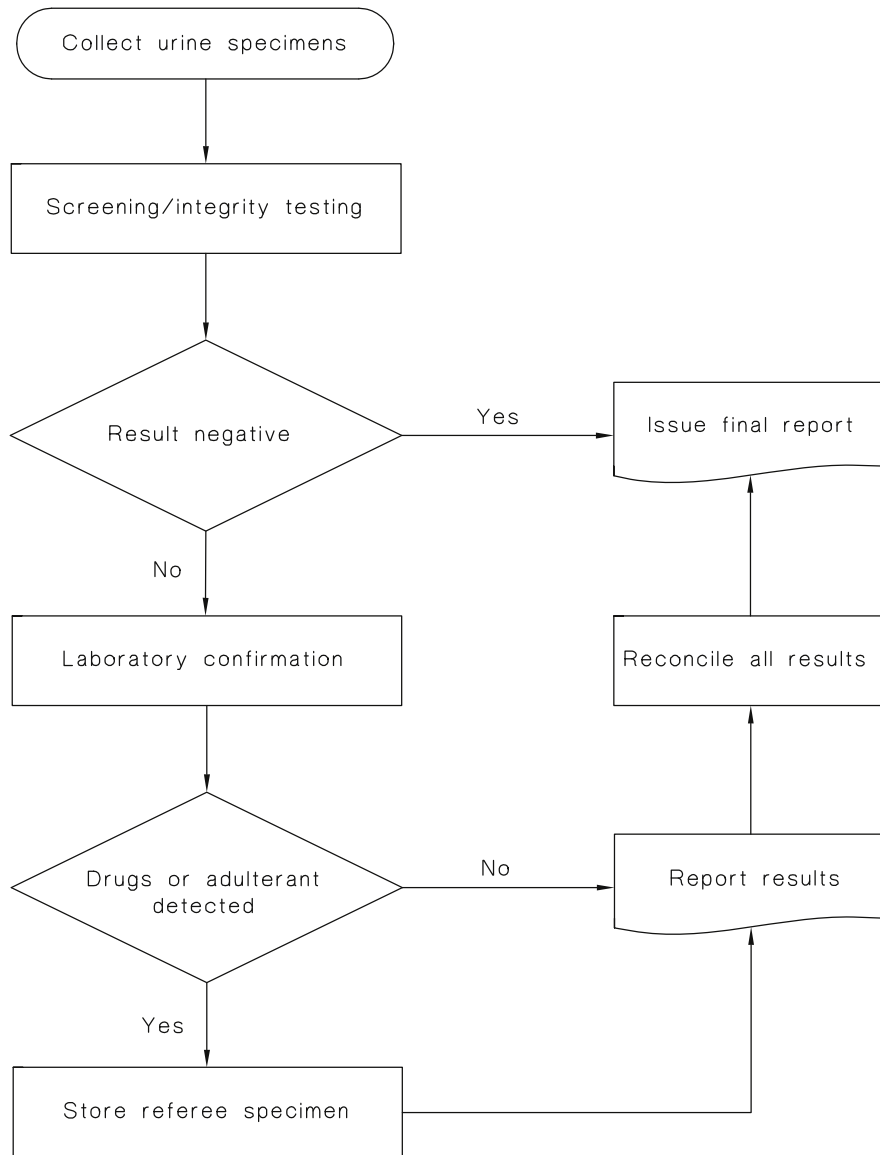 Collect urine specimens
Screening/integrity testing
Result negative
Yes
Issue final report
No
Laboratory confirmation
Reconcile all results
Drugs or adulterant
detected
No
Report results
Yes
Store referee specimen